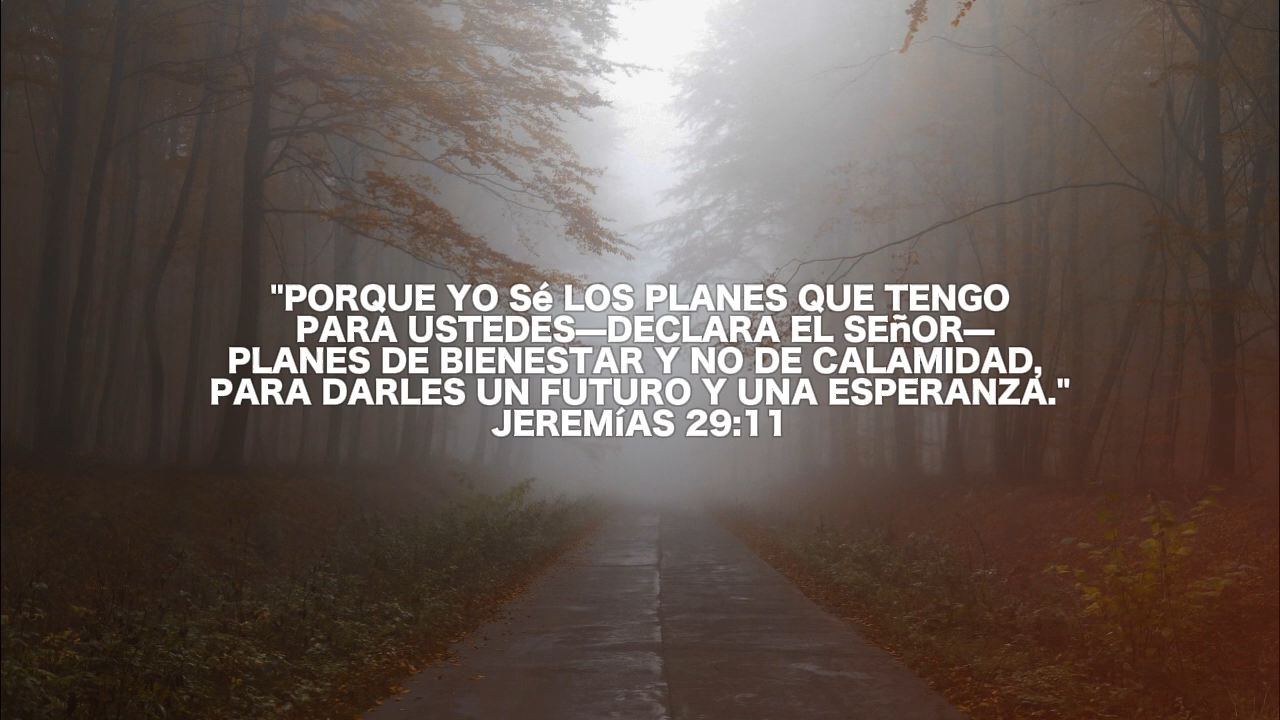 "PORQUE YO Sé LOS PLANES QUE TENGO
PARA USTEDES—DECLARA EL SEñOR—
PLANES DE BIENESTAR Y NO DE CALAMIDAD,
PARA DARLES UN FUTURO Y UNA ESPERANZA."
JEREMíAS 29:11